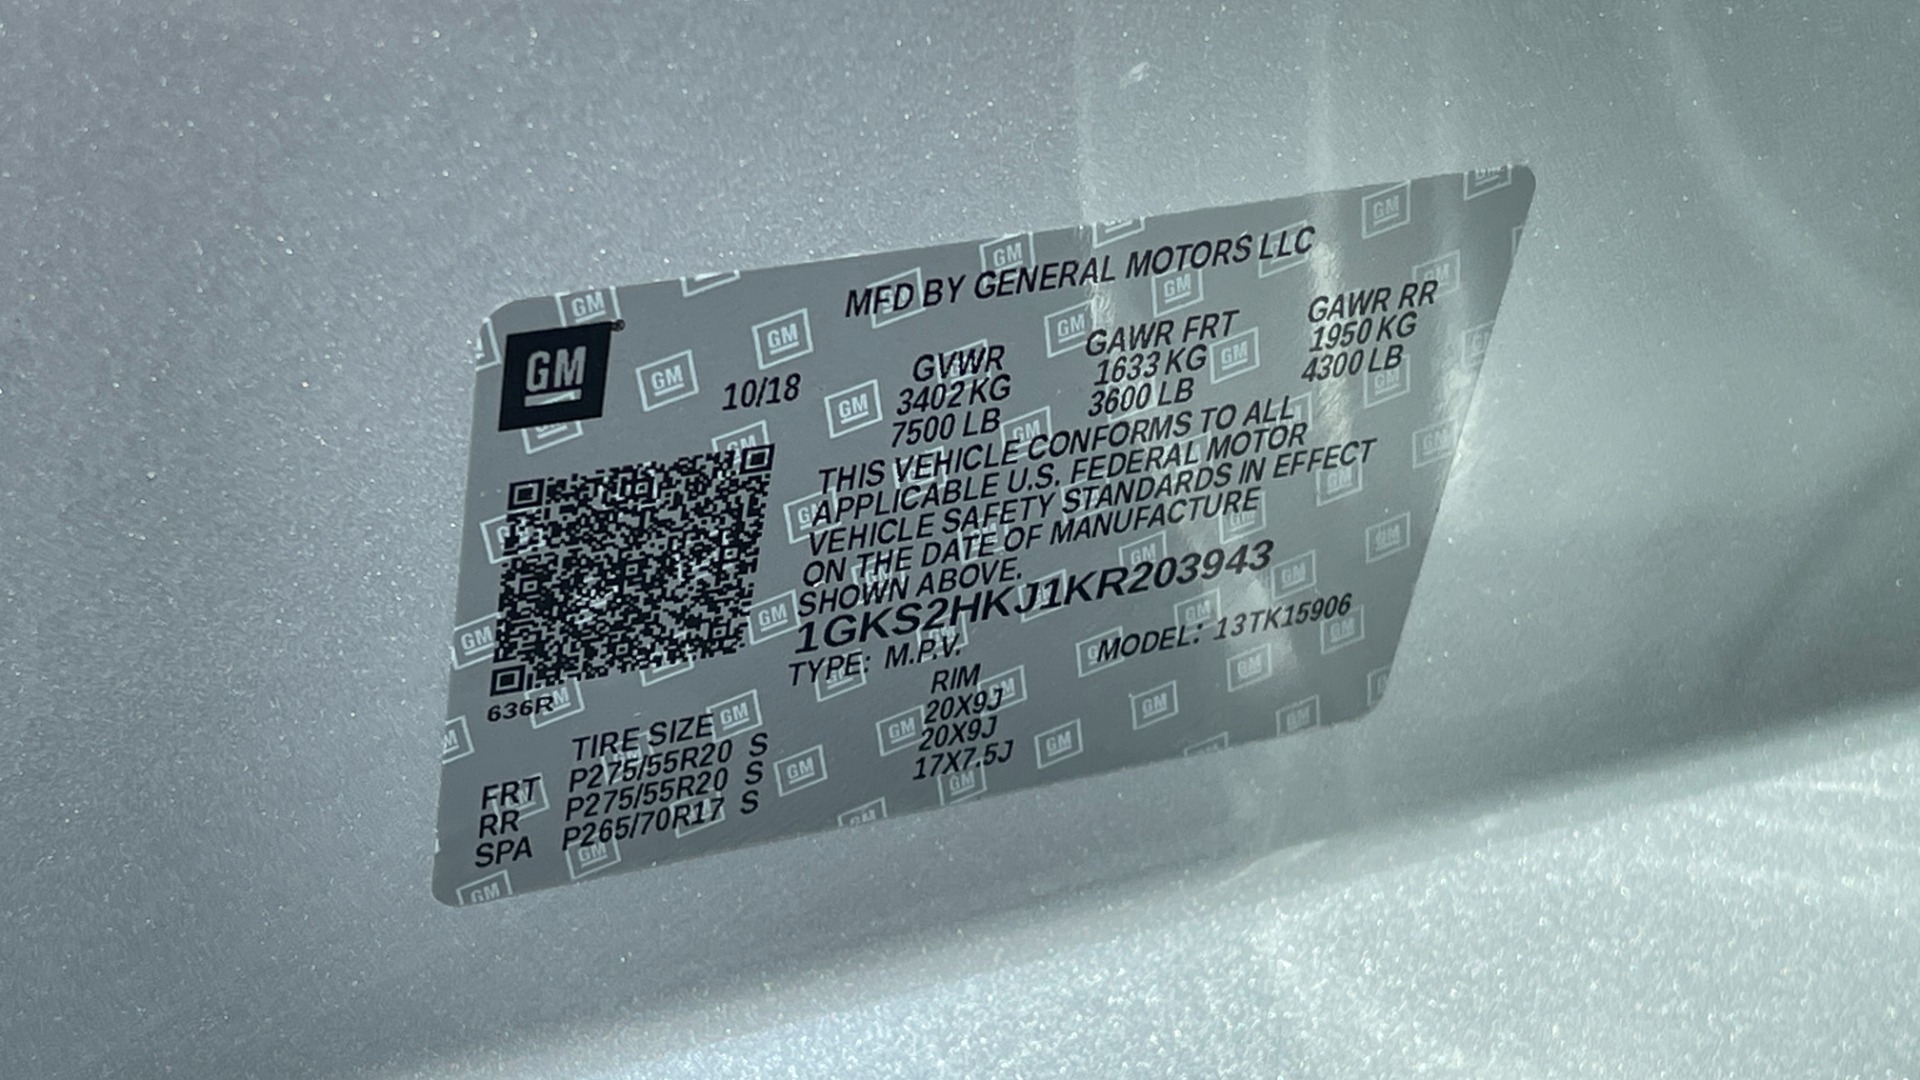 MFD BY GENERAL MOTORS LLC
GM
10/18
GVWR GAWR FRT GAWR RR
3402 KG 1633 KG 1950 KG
7500 LB 3600 LB 4300 LB
THIS VEHICLE CONFORMS TO ALL
APPLICABLE U.S. FEDERAL MOTOR
VEHICLE SAFETY STANDARDS IN EFFECT
ON THE DATE OF MANUFACTURE
SHOWN ABOVE.
1GKS2HKJ1KR203943
TYPE: M.P.V. MODEL: 13TK15906
636R
TIRE SIZE RIM
FRT P275/55R20 S 20X9J
RR P275/55R20 S 20X9J
SPA P265/70R17 S 17X7.5J